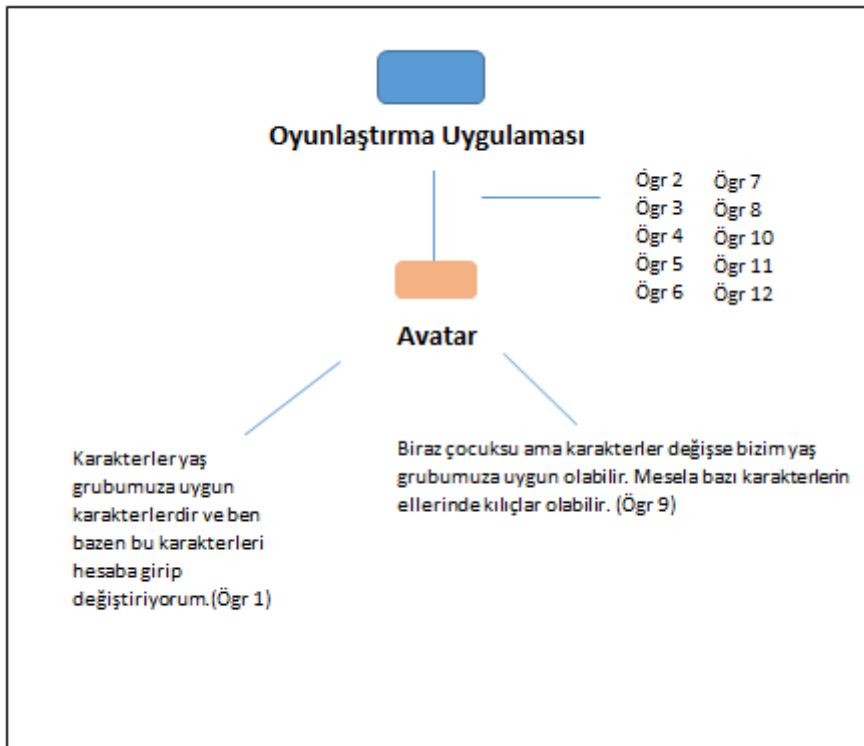 Oyunlaştırma Uygulaması
Ögr 2 Ögr 7
Ögr 3 Ögr 8
Ögr 4 Ögr 10
Ögr 5 Ögr 11
Ögr 6 Ögr 12
Avatar
Karakterler yaş
grubumuza uygun
karakterlerdir ve ben
bazen bu karakterleri
hesaba girip
değiştiriyorum.(Ögr 1)
Biraz çocuksu ama karakterler değişse bizim yaş
grubumuza uygun olabilir. Mesela bazı karakterlerin
ellerinde kılıçlar olabilir. (Ögr 9)